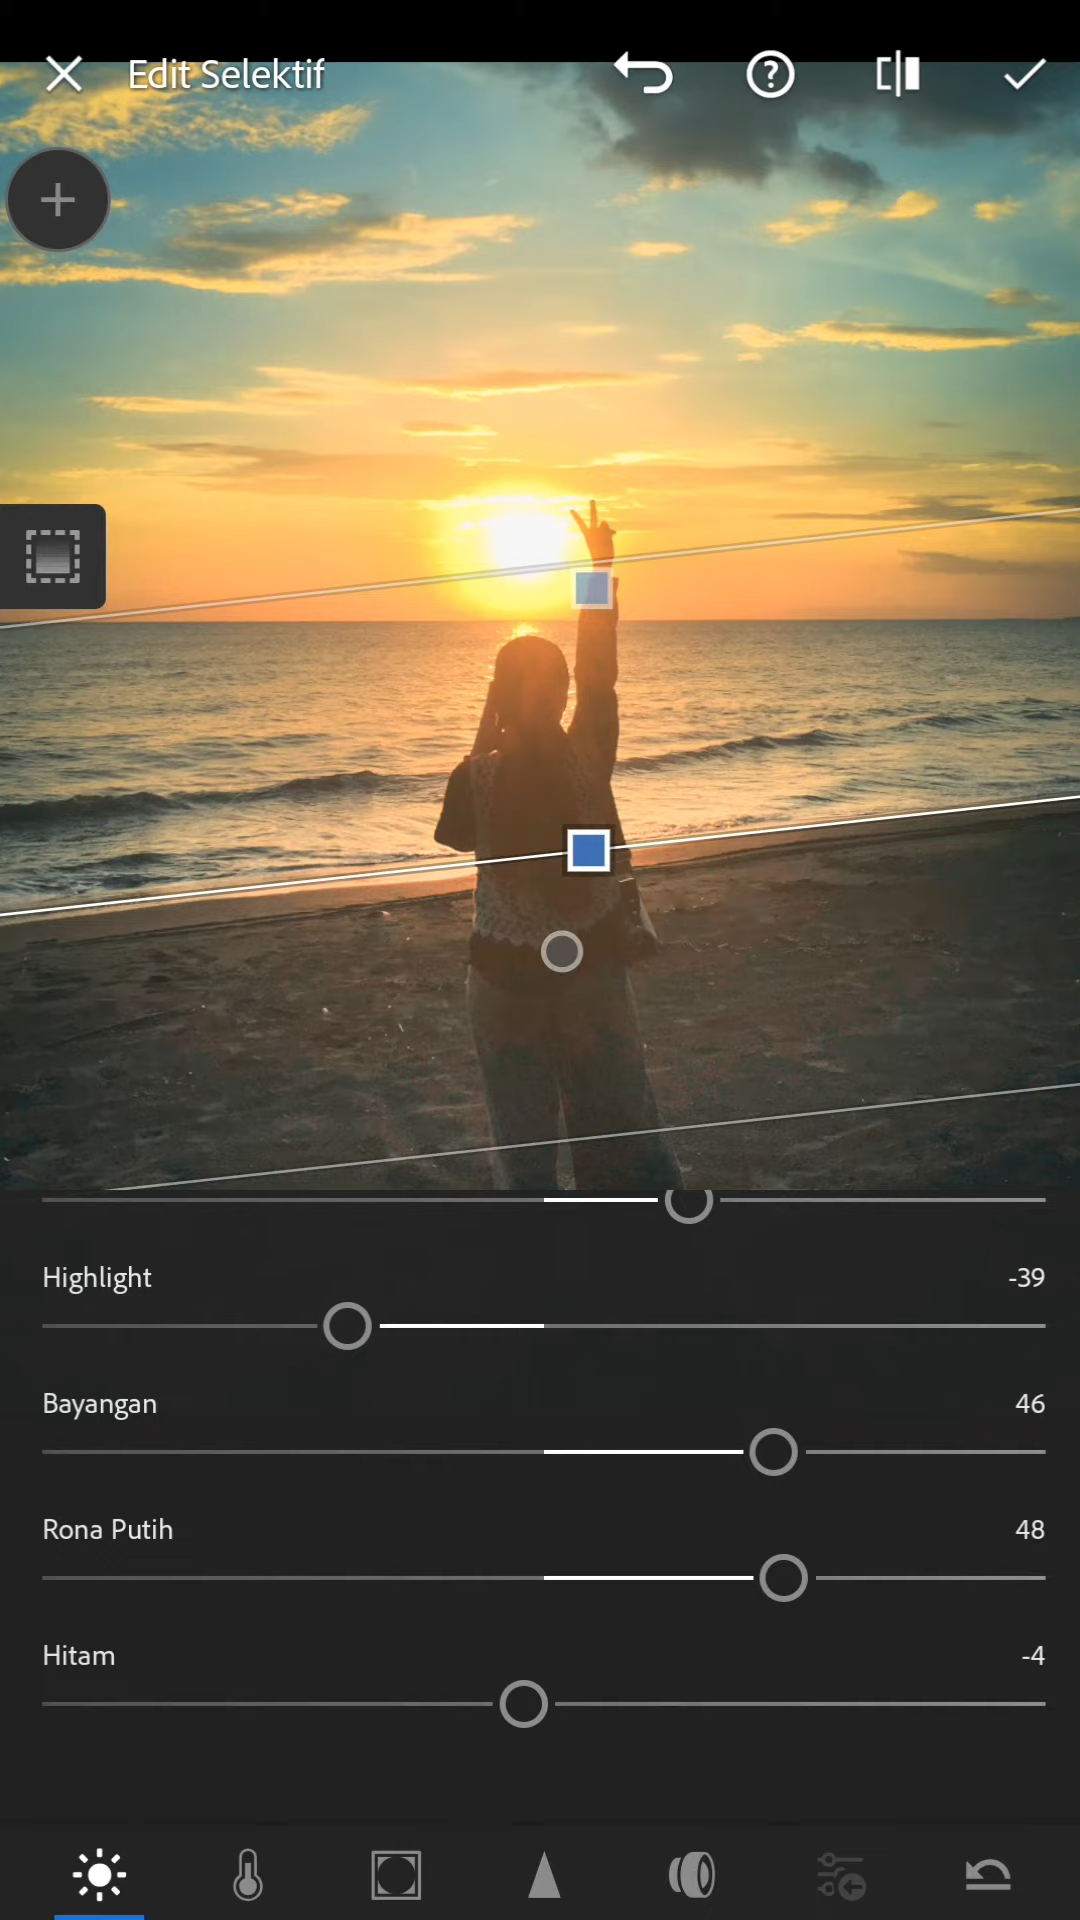 Edit Selektif
Highlight -39
Bayangan 46
Rona Putih 48
Hitam -4